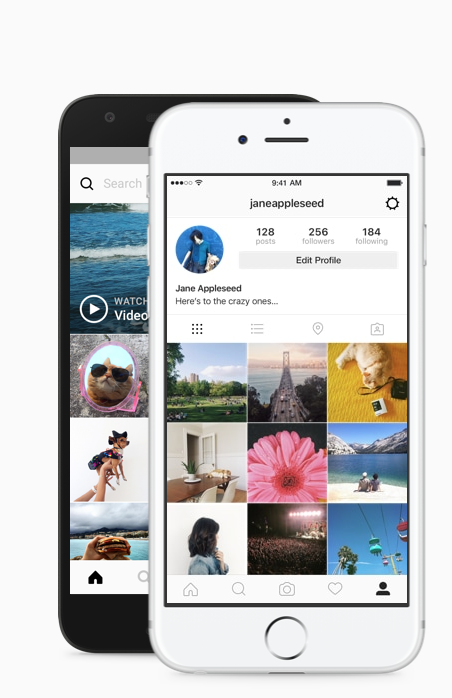 Search
WATCH
Video
9:41 AM
janeappleseed
128 256 184
posts followers following
Edit Profile
Jane Appleseed
Here's to the crazy ones...